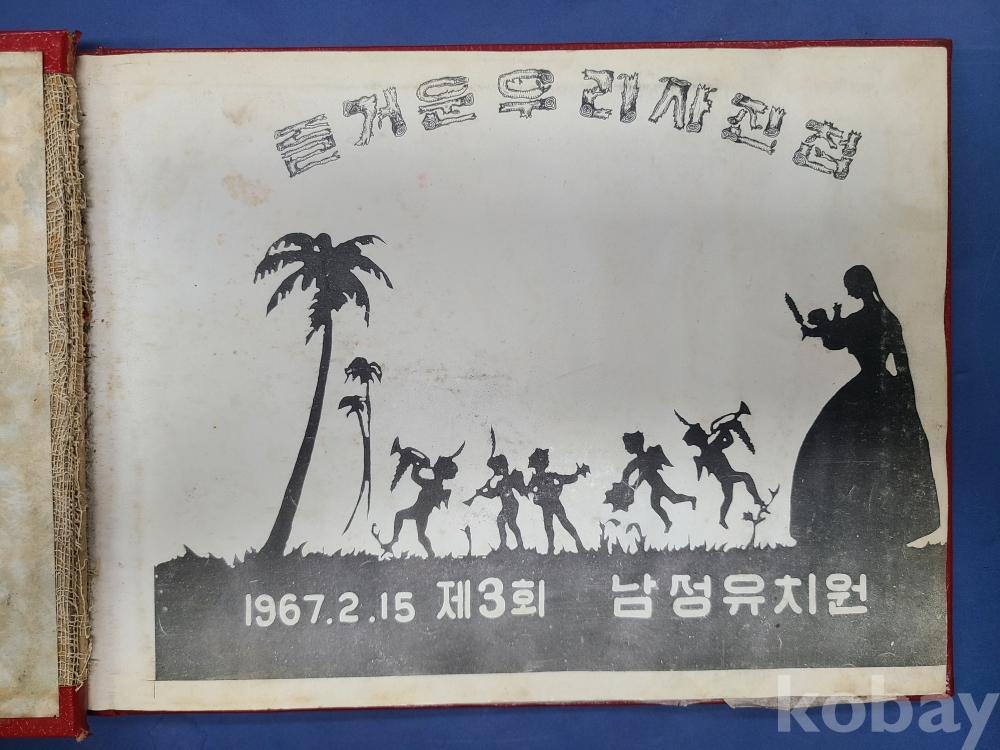 즐거운 우리 사진첩
1967.2.15 제3회 남성유치원
kobay